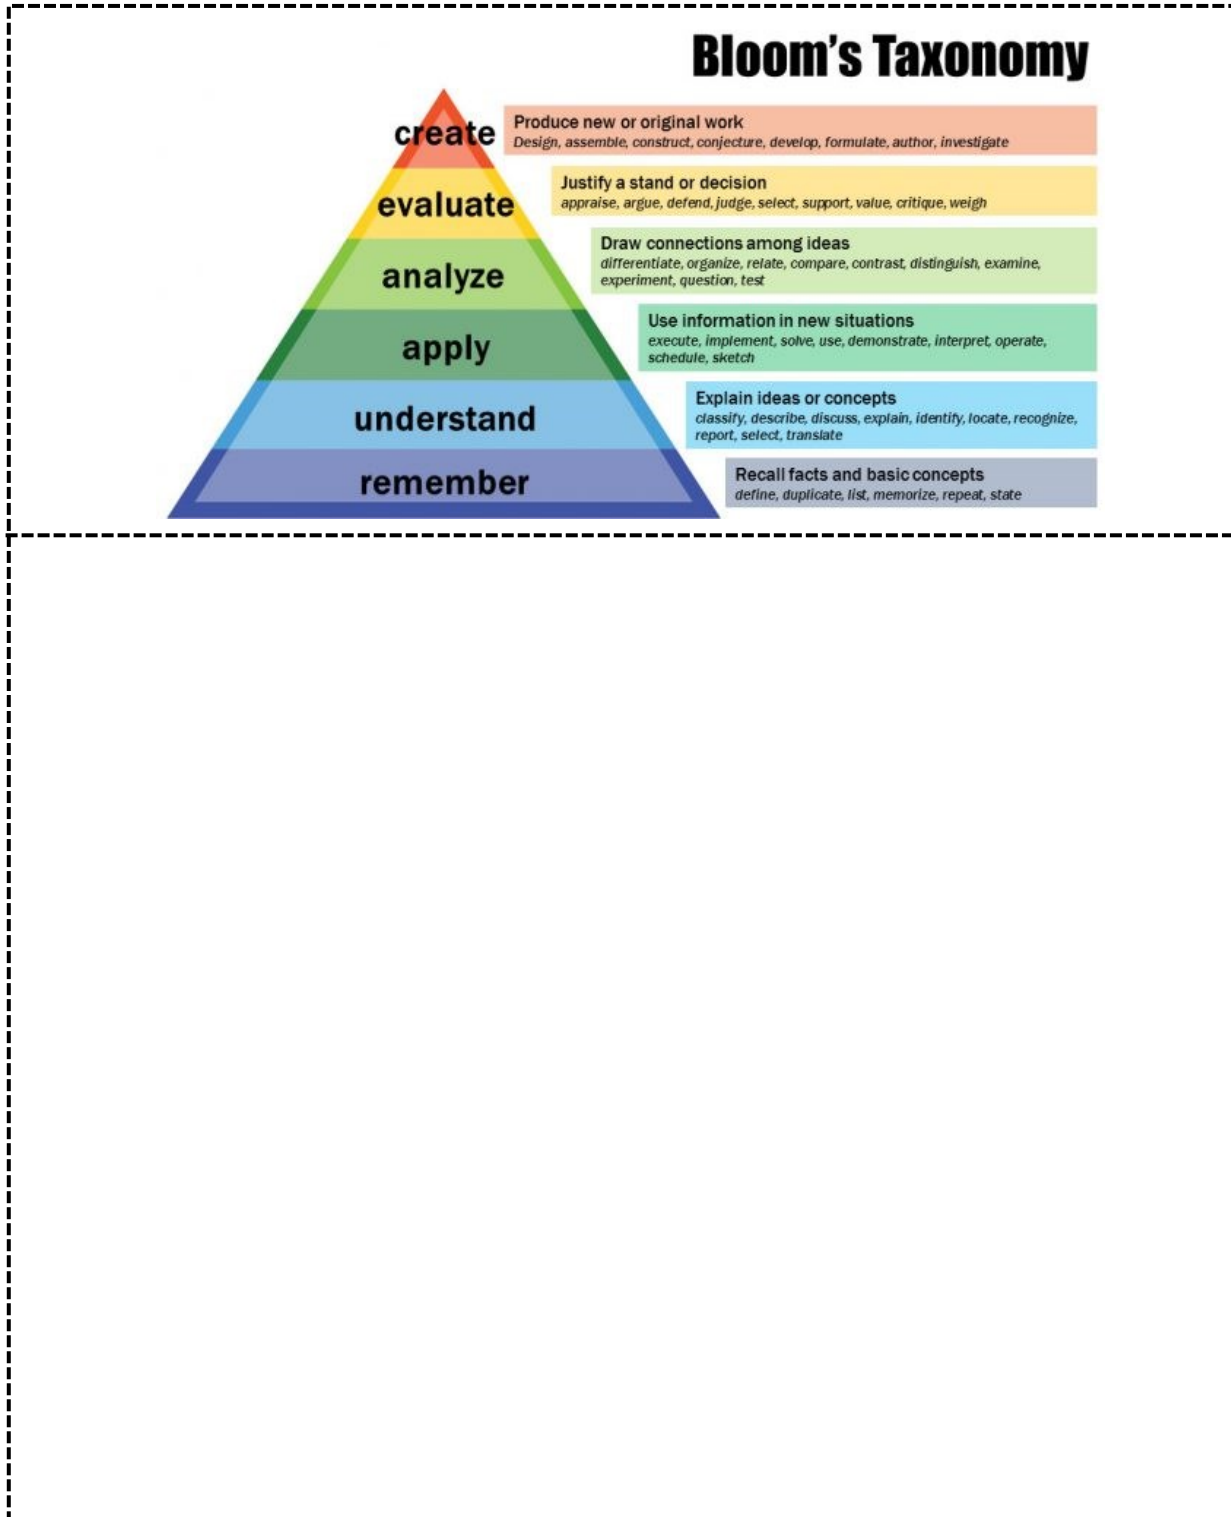 Bloom's Taxonomy
create
Produce new or original work
Design, assemble, construct, conjecture, develop, formulate, author, investigate
evaluate
Justify a stand or decision
appraise, argue, defend, judge, select, support, value, critique, weigh
analyze
Draw connections among ideas
differentiate, organize, relate, compare, contrast, distinguish, examine,
experiment, question, test
apply
Use information in new situations
execute, implement, solve, use, demonstrate, interpret, operate,
schedule, sketch
understand
Explain ideas or concepts
classify, describe, discuss, explain, identify, locate, recognize,
report, select, translate
remember
Recall facts and basic concepts
define, duplicate, list, memorize, repeat, state